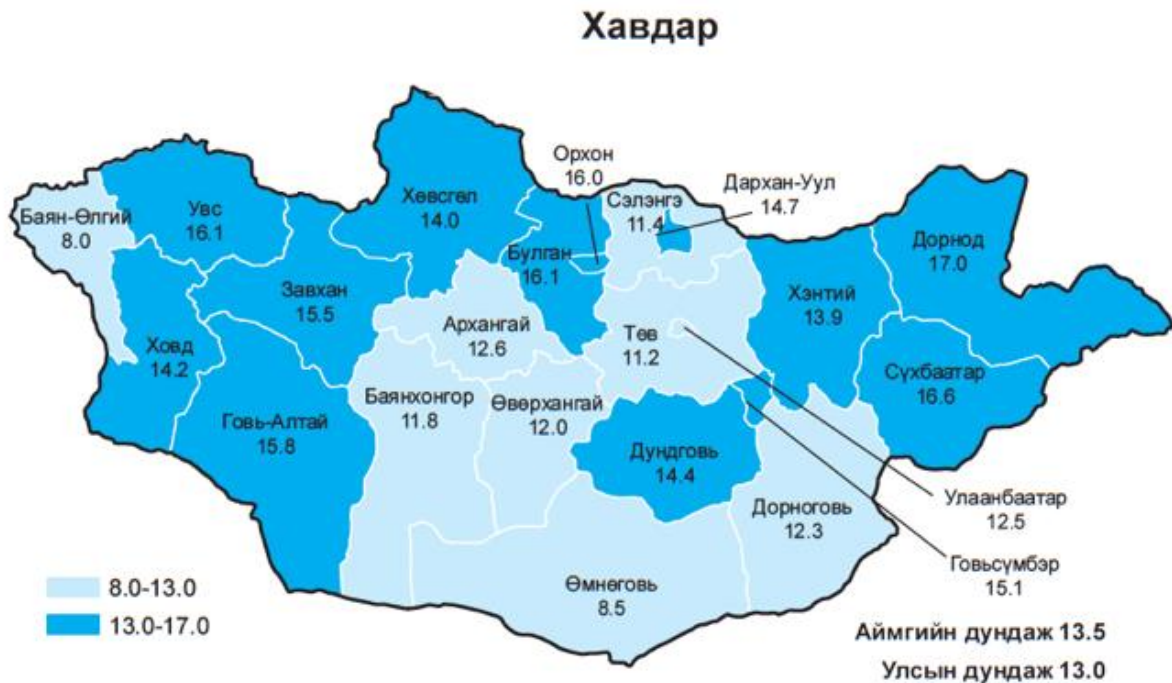 Хавдар
Орхон
16.0
Дархан-Уул
14.7
Сэлэнгэ
11.4
Хөвсгөл
14.0
Увс
16.1
Баян-Өлгий
8.0
Булган
16.1
Дорнод
17.0
Завхан
15.5
Хэнтий
13.9
Архангай
12.6
Төв
11.2
Ховд
14.2
Сүхбаатар
16.6
Баянхонгор
11.8
Өвөрхангай
12.0
Говь-Алтай
15.8
Дундговь
14.4
Улаанбаатар
12.5
Дорноговь
12.3
Говьсүмбэр
15.1
Өмнөговь
8.5
8.0-13.0
13.0-17.0
Аймгийн дундаж 13.5
Улсын дундаж 13.0